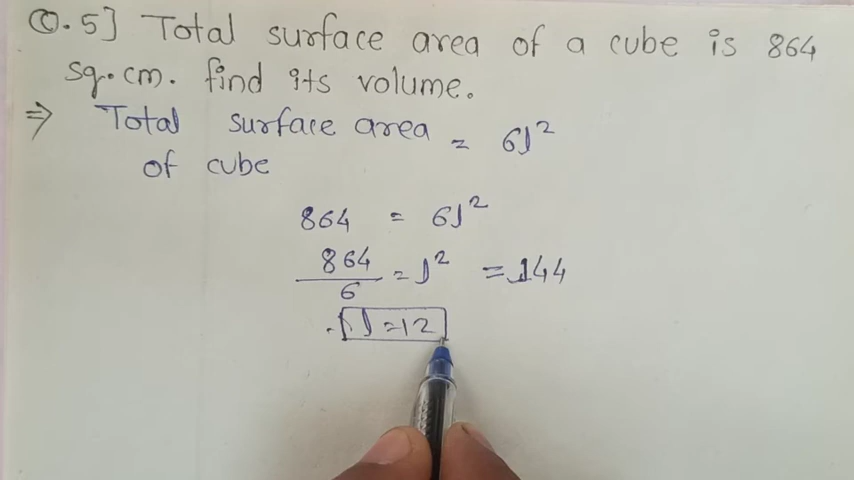 Q.5] Total surface area of a cube is 864
sq.cm. find its volume.
⇒ Total surface area = 6l²
of cube
864 = 6l²
864/6 = l² = 144
∴ l = 12